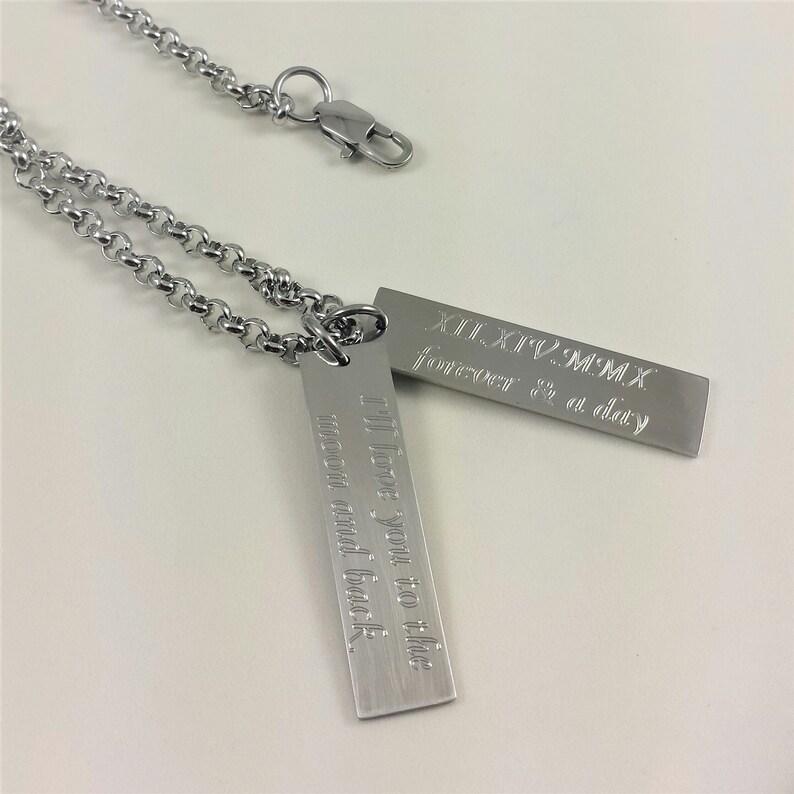 XII.XIV.MMX
forever & a day
I'll love you to the
moon and back.